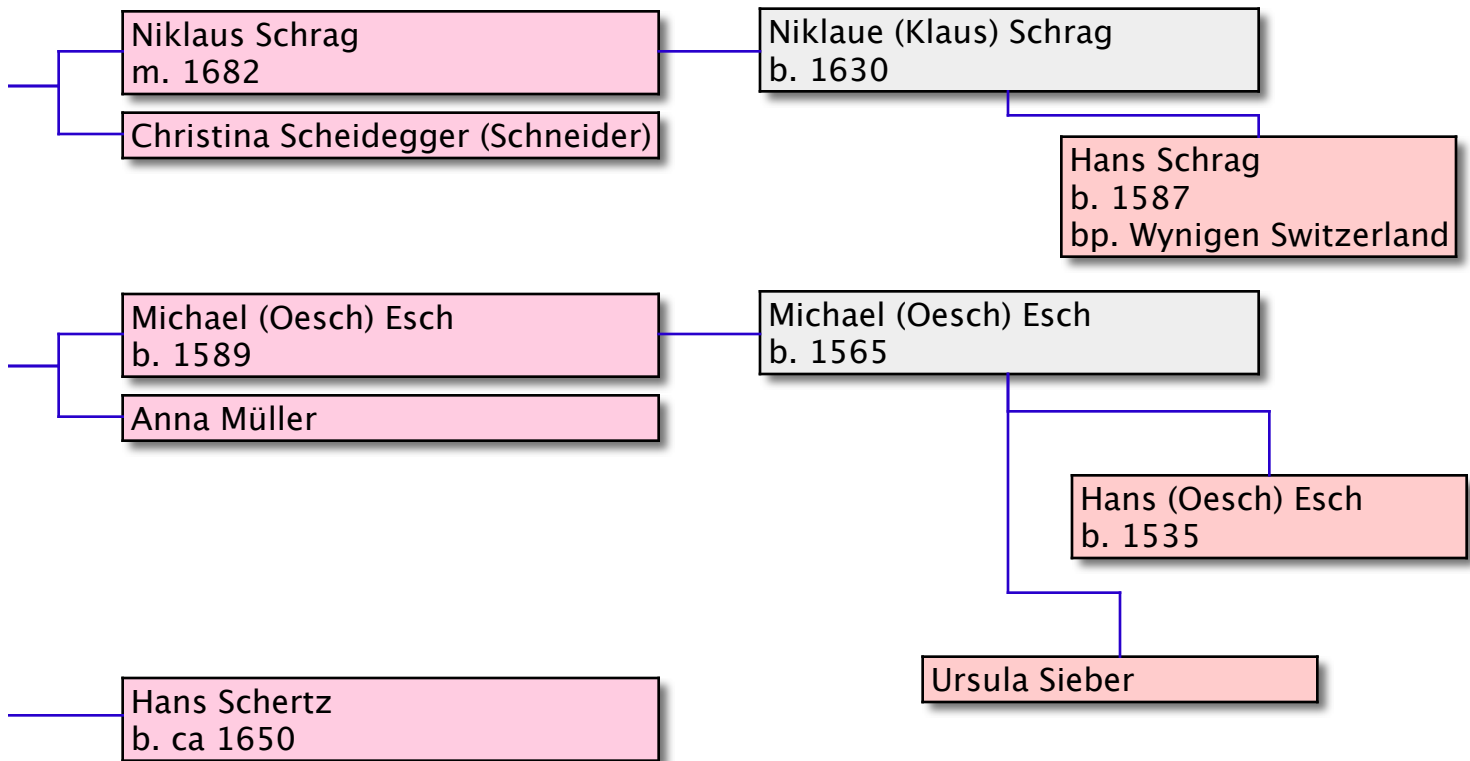 Niklaus Schrag
m. 1682
Christina Scheidegger (Schneider)
Niklaue (Klaus) Schrag
b. 1630
Hans Schrag
b. 1587
bp. Wynigen Switzerland
Michael (Oesch) Esch
b. 1589
Anna Müller
Michael (Oesch) Esch
b. 1565
Hans (Oesch) Esch
b. 1535
Ursula Sieber
Hans Schertz
b. ca 1650